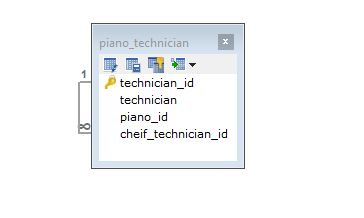 piano_technician x
1
technician_id
technician
piano_id
∞ cheif_technician_id